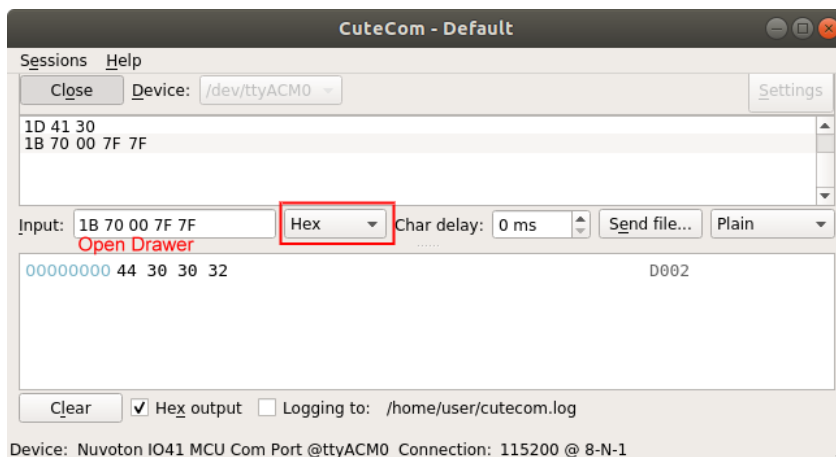 CuteCom - Default
Sessions Help
Close Device: /dev/ttyACM0 Settings
1D 41 30
1B 70 00 7F 7F
Input: 1B 70 00 7F 7F Hex Char delay: 0 ms Send file... Plain
Open Drawer
00000000 44 30 30 32 D002
Clear Hex output Logging to: /home/user/cutecom.log
Device: Nuvoton IO41 MCU Com Port @ttyACM0 Connection: 115200 @ 8-N-1